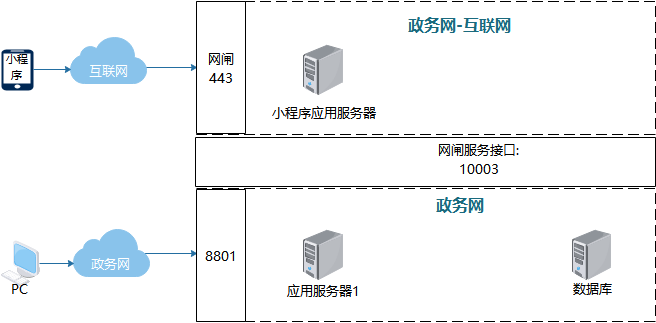 政务网-互联网
小程
序
互联网
网闸
443
小程序应用服务器
网闸服务接口:
10003
政务网
政务网
8801
PC
应用服务器1
数据库